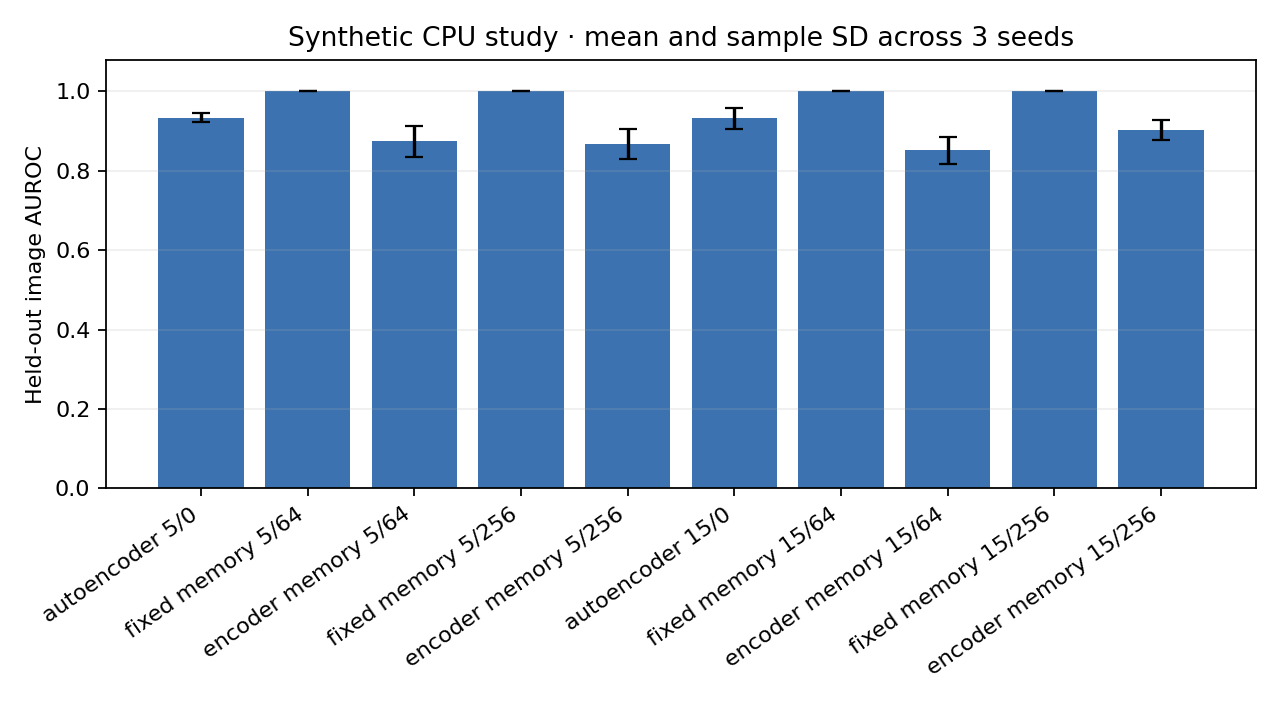 Synthetic CPU study · mean and sample SD across 3 seeds
Held-out image AUROC
1.0
0.8
0.6
0.4
0.2
0.0
autoencoder 5/0
fixed memory 5/64
encoder memory 5/64
fixed memory 5/256
encoder memory 5/256
autoencoder 15/0
fixed memory 15/64
encoder memory 15/64
fixed memory 15/256
encoder memory 15/256